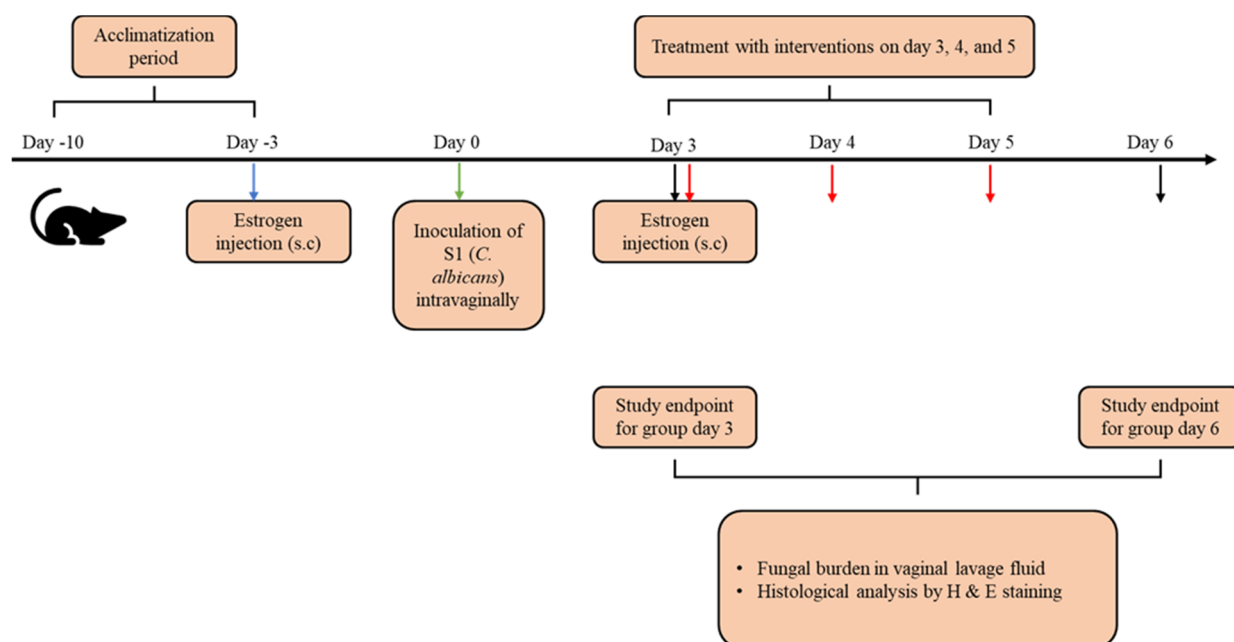 Acclimatization
period
Treatment with interventions on day 3, 4, and 5
Day -10
Day -3
Day 0
Day 3
Day 4
Day 5
Day 6
Estrogen
injection (s.c)
Inoculation of
S1 (C.
albicans)
intravaginally
Estrogen
injection (s.c)
Study endpoint
for group day 3
Study endpoint
for group day 6
• Fungal burden in vaginal lavage fluid
• Histological analysis by H & E staining